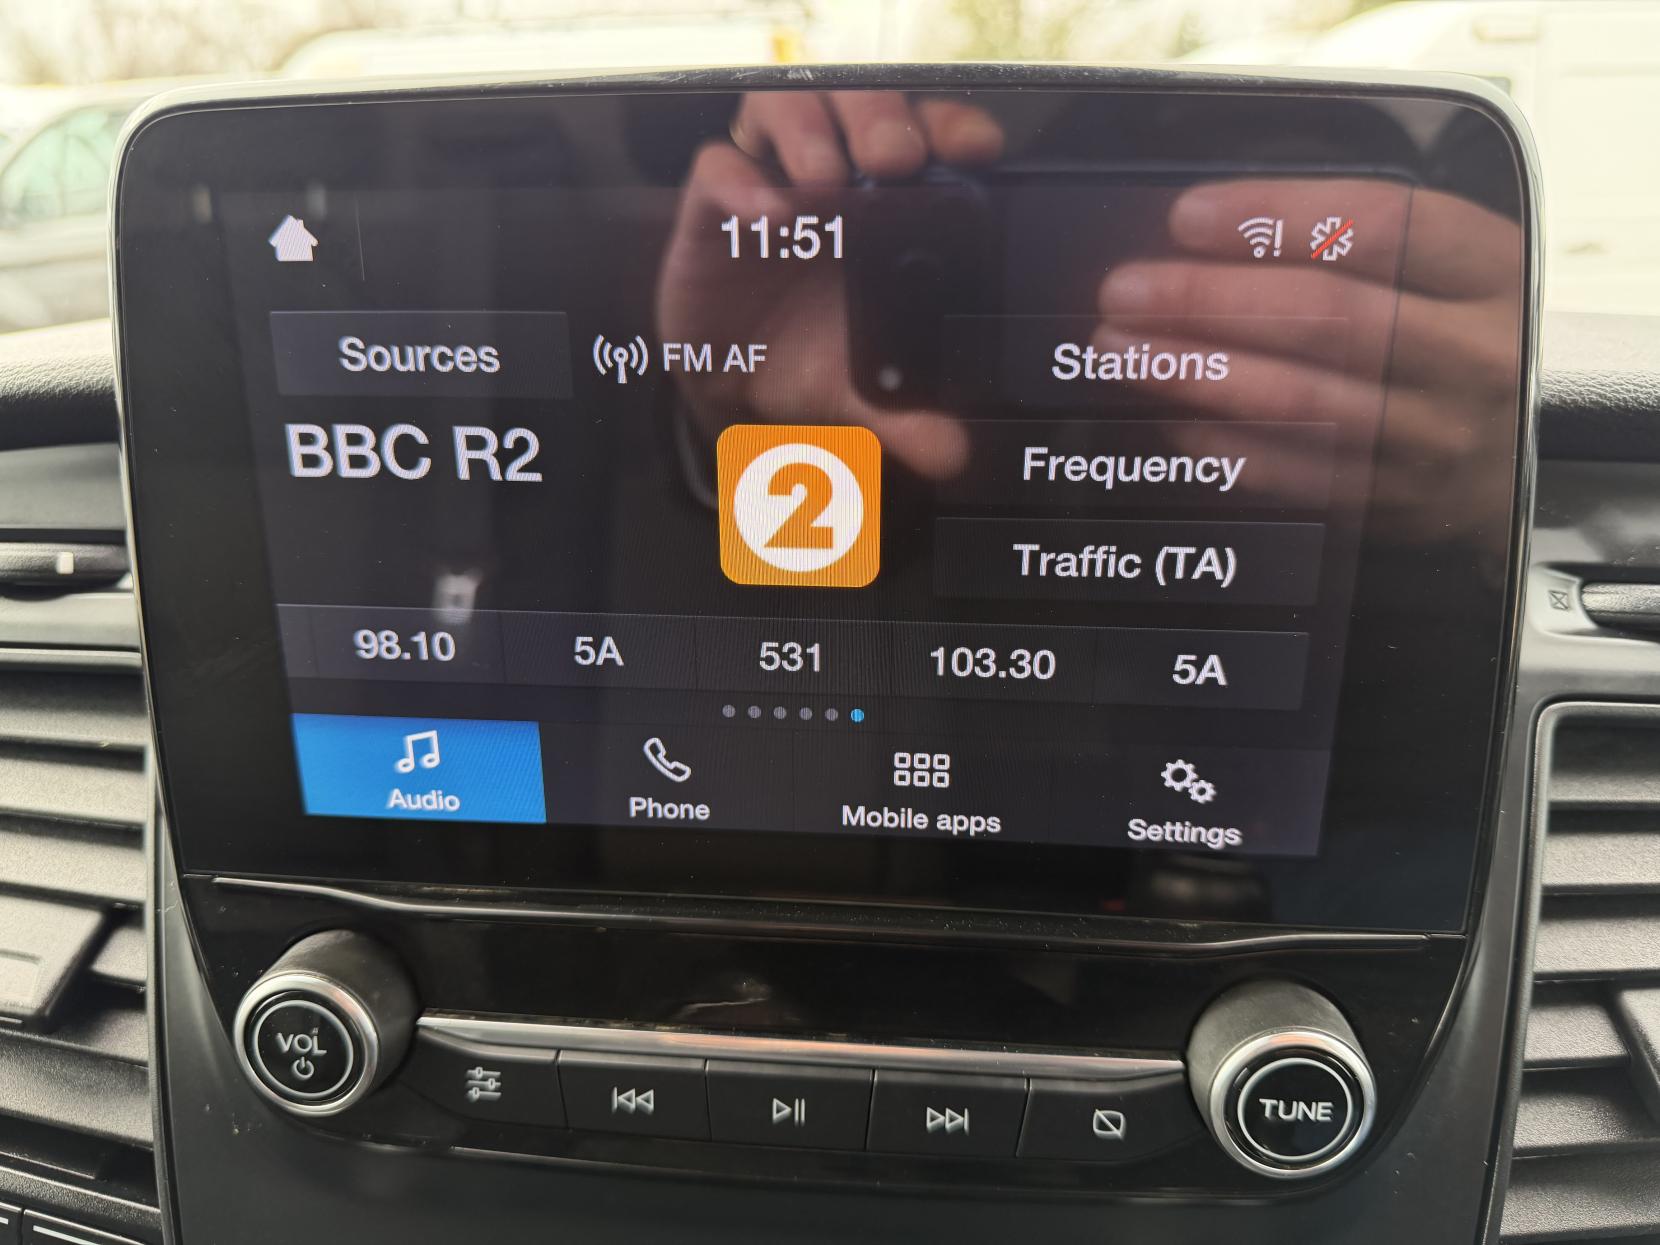 11:51
Sources
FM AF
Stations
BBC R2
2
Frequency
Traffic (TA)
98.10
5A
531
103.30
5A
Audio
Phone
Mobile apps
Settings
VOL
TUNE